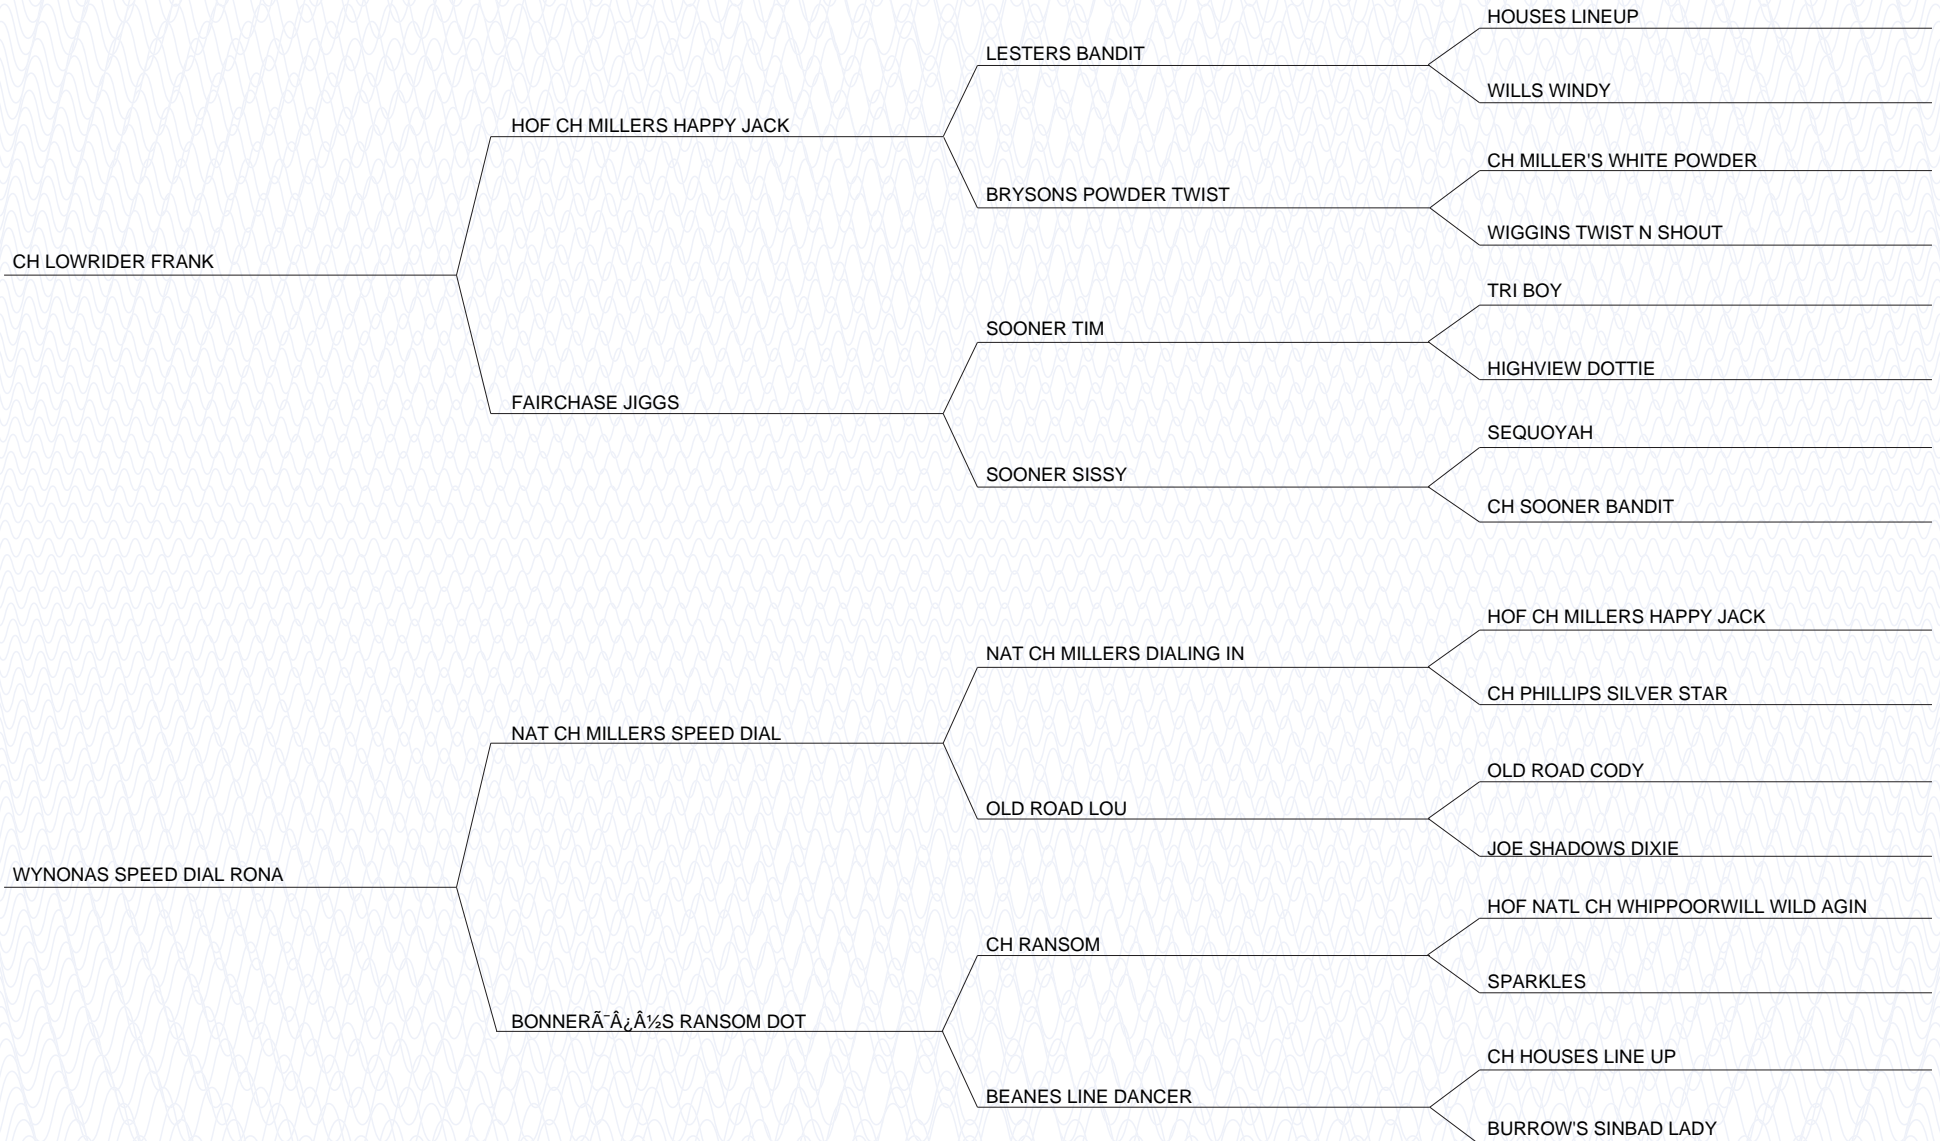 HOUSES LINEUP
LESTERS BANDIT
WILLS WINDY
HOF CH MILLERS HAPPY JACK
CH MILLER'S WHITE POWDER
BRYSONS POWDER TWIST
WIGGINS TWIST N SHOUT
CH LOWRIDER FRANK
TRI BOY
SOONER TIM
HIGHVIEW DOTTIE
FAIRCHASE JIGGS
SEQUOYAH
SOONER SISSY
CH SOONER BANDIT
HOF CH MILLERS HAPPY JACK
NAT CH MILLERS DIALING IN
CH PHILLIPS SILVER STAR
NAT CH MILLERS SPEED DIAL
OLD ROAD CODY
OLD ROAD LOU
JOE SHADOWS DIXIE
WYNONAS SPEED DIAL RONA
HOF NATL CH WHIPPOORWILL WILD AGIN
CH RANSOM
SPARKLES
BONNERÃ¯Â¿Â½S RANSOM DOT
CH HOUSES LINE UP
BEANES LINE DANCER
BURROW'S SINBAD LADY